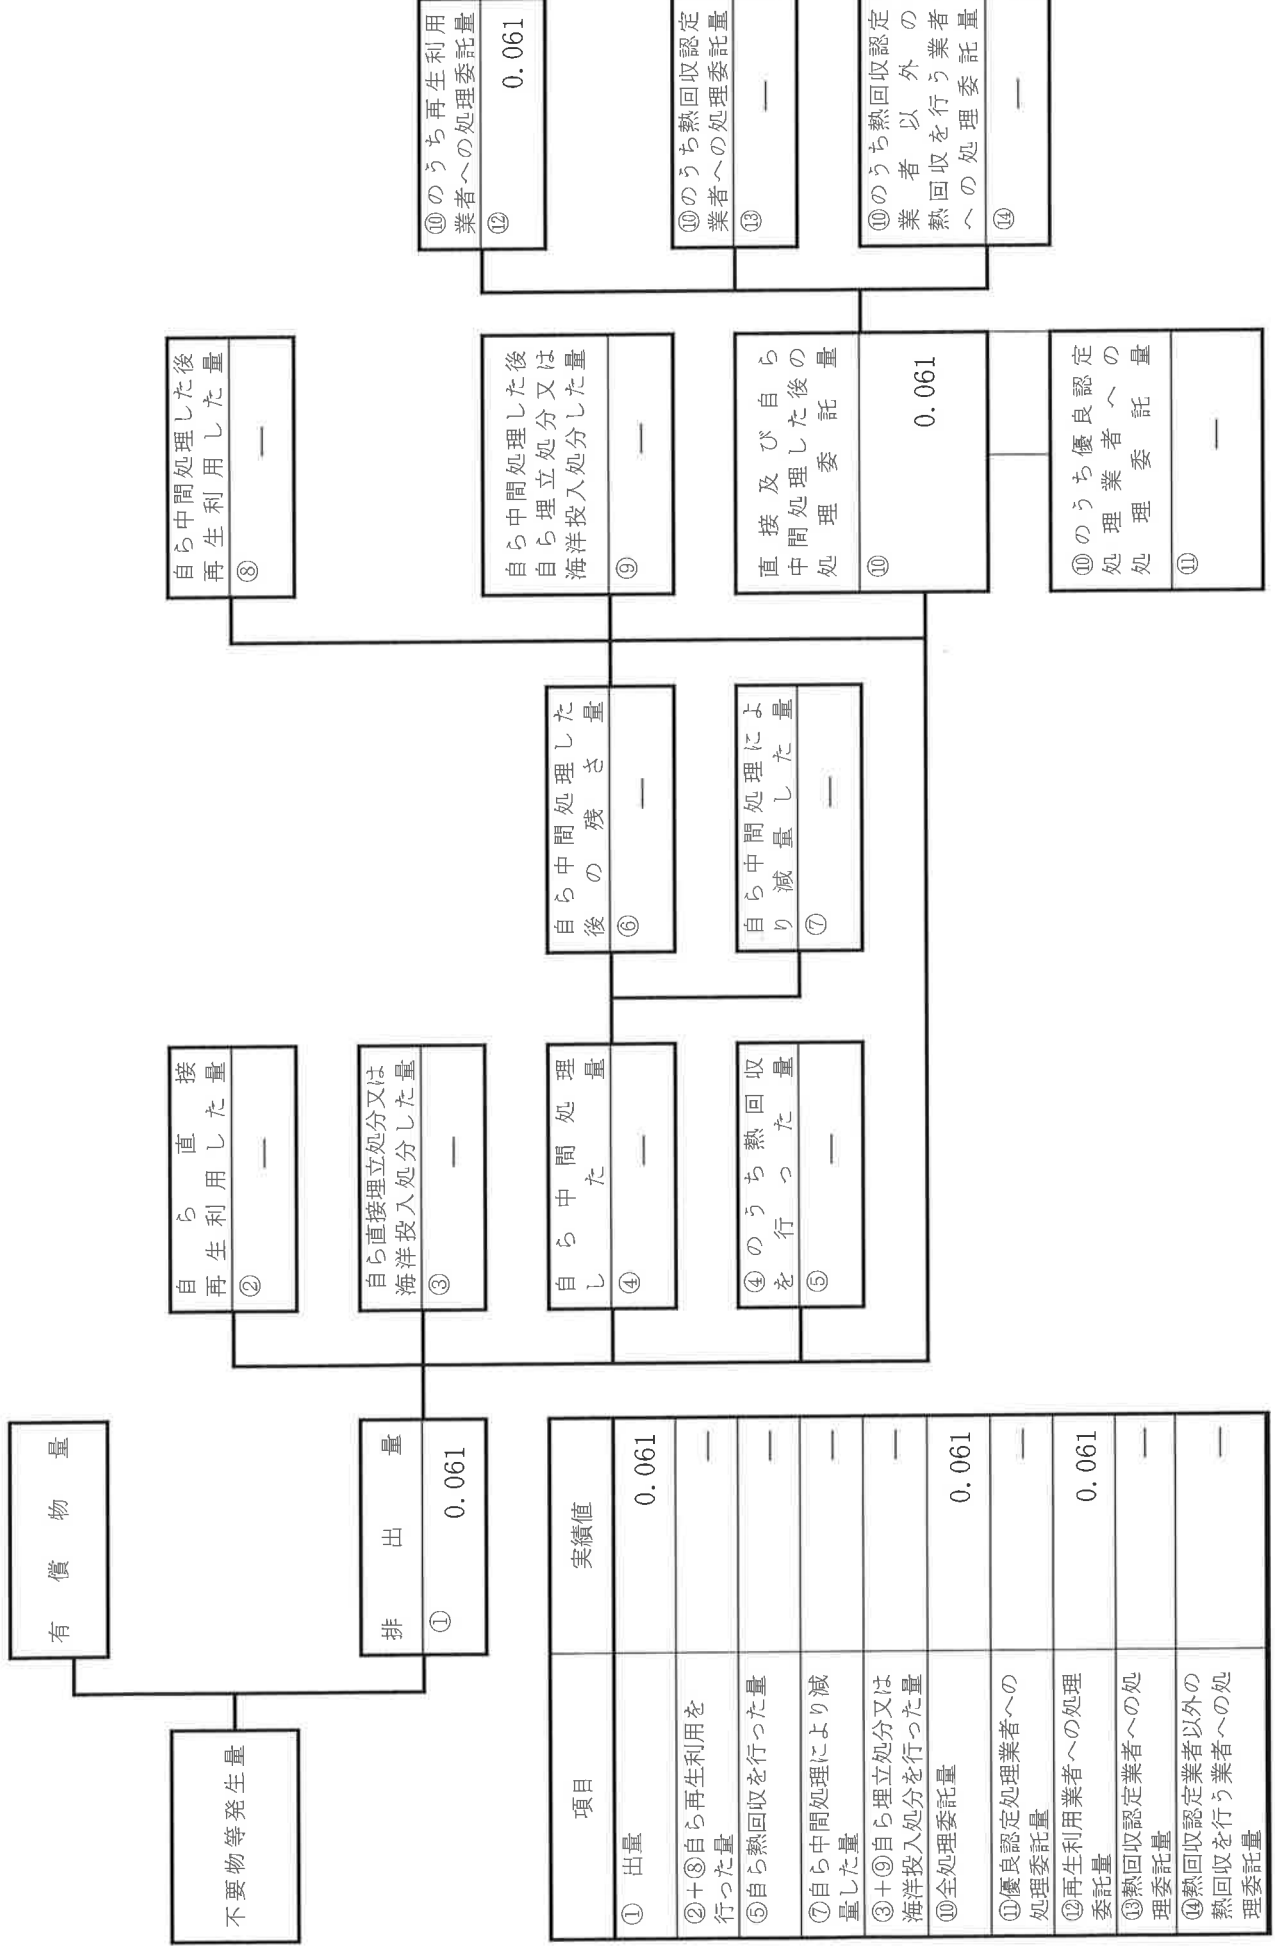 不要物等発生量
有償物量
排出量
① 0.061
自ら直接
再生利用した量
② ―
自ら直接埋立処分又は
海洋投入処分した量
③ ―
自ら中間処理
した量
④ ―
④のうち熱回収
を行った量
⑤ ―
自ら中間処理した
後の残さ量
⑥ ―
自ら中間処理によ
り減量した量
⑦ ―
自ら中間処理した後
再生利用した量
⑧ ―
自ら中間処理した後
自ら埋立処分又は
海洋投入処分した量
⑨ ―
直接及び自ら
中間処理した後の
処理委託量
⑩ 0.061
⑩のうち優良認定
処理業者への
処理委託量
⑪ ―
⑩のうち再生利用
業者への処理委託量
⑫ 0.061
⑩のうち熱回収認定
業者への処理委託量
⑬ ―
⑩のうち熱回収認定
業者以外の
熱回収を行う業者
への処理委託量
⑭ ―
項目 実績値
① 出量 0.061
②+⑧自ら再生利用を
行った量 ―
⑤自ら熱回収を行った量 ―
⑦自ら中間処理により減
量した量 ―
③+⑨自ら埋立処分又は
海洋投入処分を行った量 ―
⑩全処理委託量 0.061
⑪優良認定処理業者への
処理委託量 ―
⑫再生利用業者への処理
委託量 0.061
⑬熱回収認定業者への処
理委託量 ―
⑭熱回収認定業者以外の
熱回収を行う業者への処
理委託量 ―